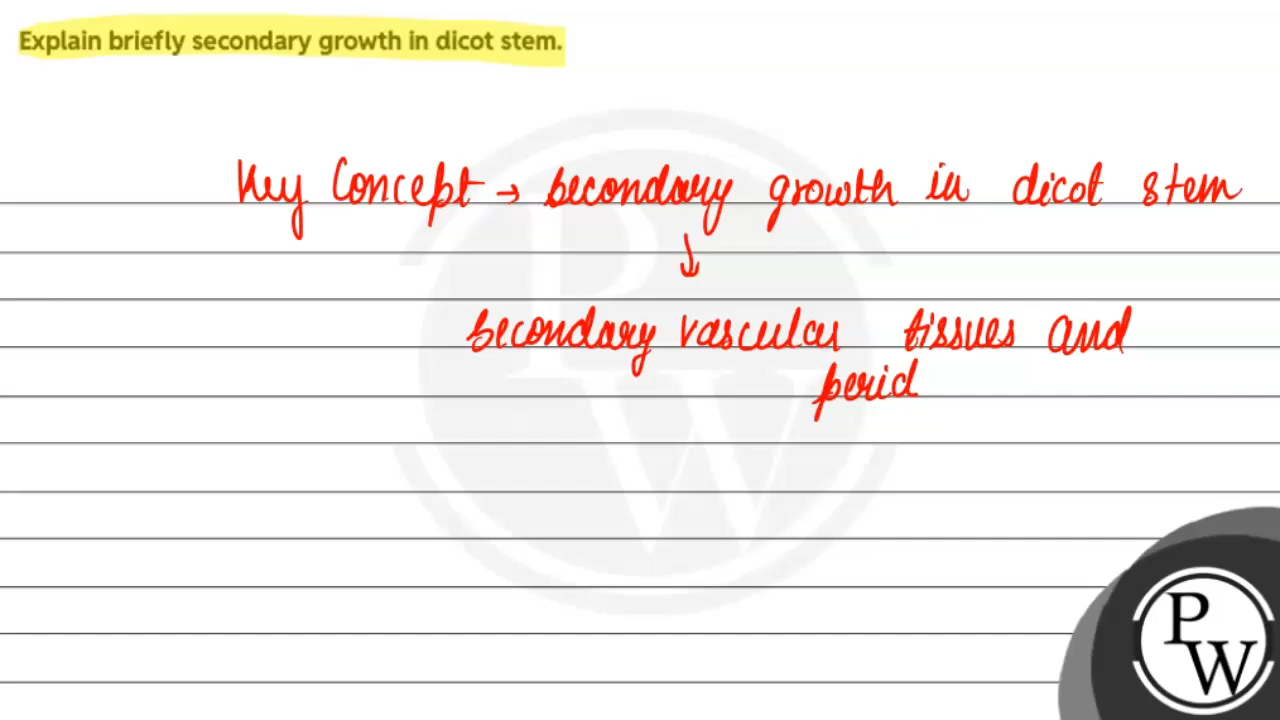 Explain briefly secondary growth in dicot stem.
Key Concept → secondary growth in dicot stem
↓
secondary vascular tissues and
perid
P
W
P
W